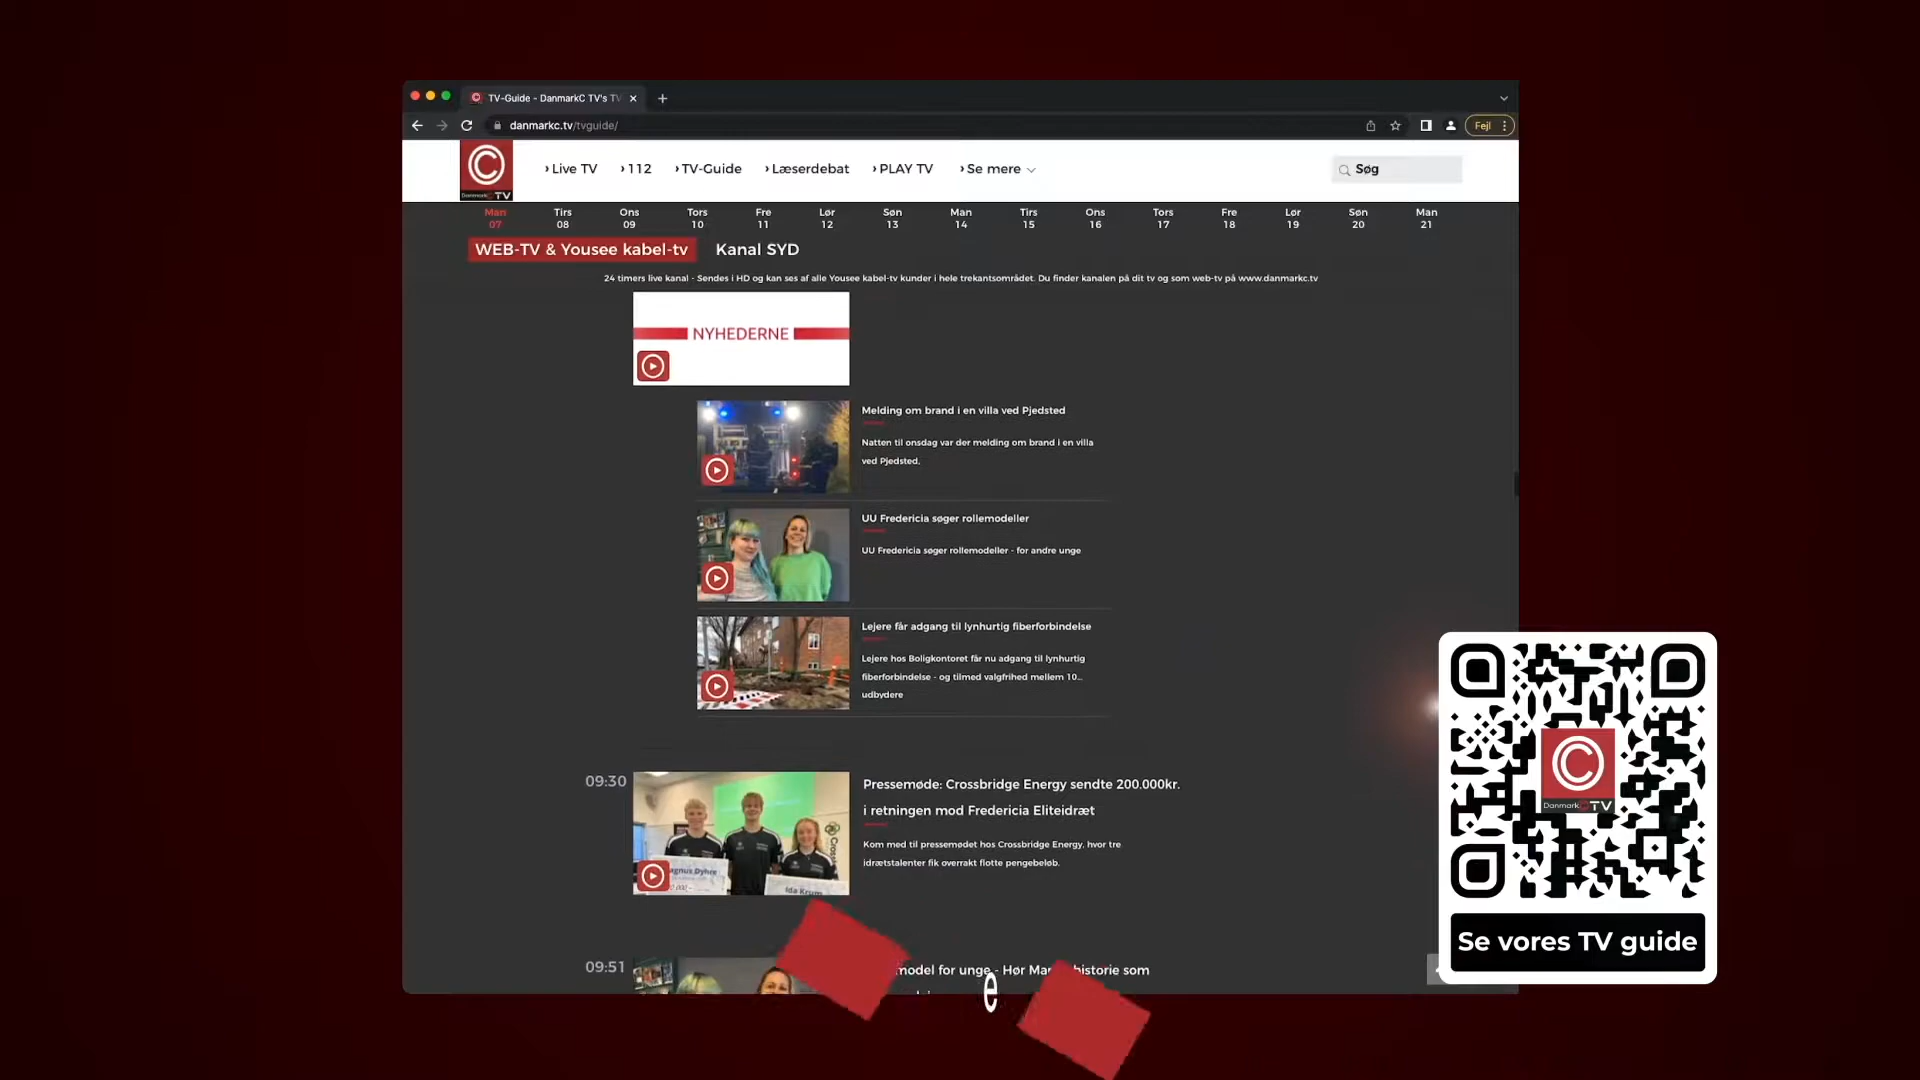 TV-Guide - DanmarkC TV's TV
danmarkc.tv/tvguide/
Fejl
DanmarkC TV
Live TV
112
TV-Guide
Læserdebat
PLAY TV
Se mere
Søg
Man Tirs Ons Tors Fre Lør Søn Man Tirs Ons Tors Fre Lør Søn Man
07 08 09 10 11 12 13 14 15 16 17 18 19 20 21
WEB-TV & Yousee kabel-tv Kanal SYD
24 timers live kanal - Sendes i HD og kan ses af alle Yousee kabel-tv kunder i hele trekantsområdet. Du finder kanalen på dit tv og som web-tv på www.danmarkc.tv
NYHEDERNE
Melding om brand i en villa ved Pjedsted
Natten til onsdag var der melding om brand i en villa
ved Pjedsted.
UU Fredericia søger rollemodeller
UU Fredericia søger rollemodeller - for andre unge
Lejere får adgang til lynhurtig fiberforbindelse
Lejere hos Boligkontoret får nu adgang til lynhurtig
fiberforbindelse - og tilmed valgfrihed mellem 10...
udbydere
09:30
Pressemøde: Crossbridge Energy sendte 200.000kr.
i retningen mod Fredericia Eliteidræt
Kom med til pressemødet hos Crossbridge Energy, hvor tre
idrætstalenter fik overrakt flotte pengebeløb.
agnus Dyhre
Ida Krum
09:51
model for unge - Hør historie som
e
DanmarkC TV
Se vores TV guide